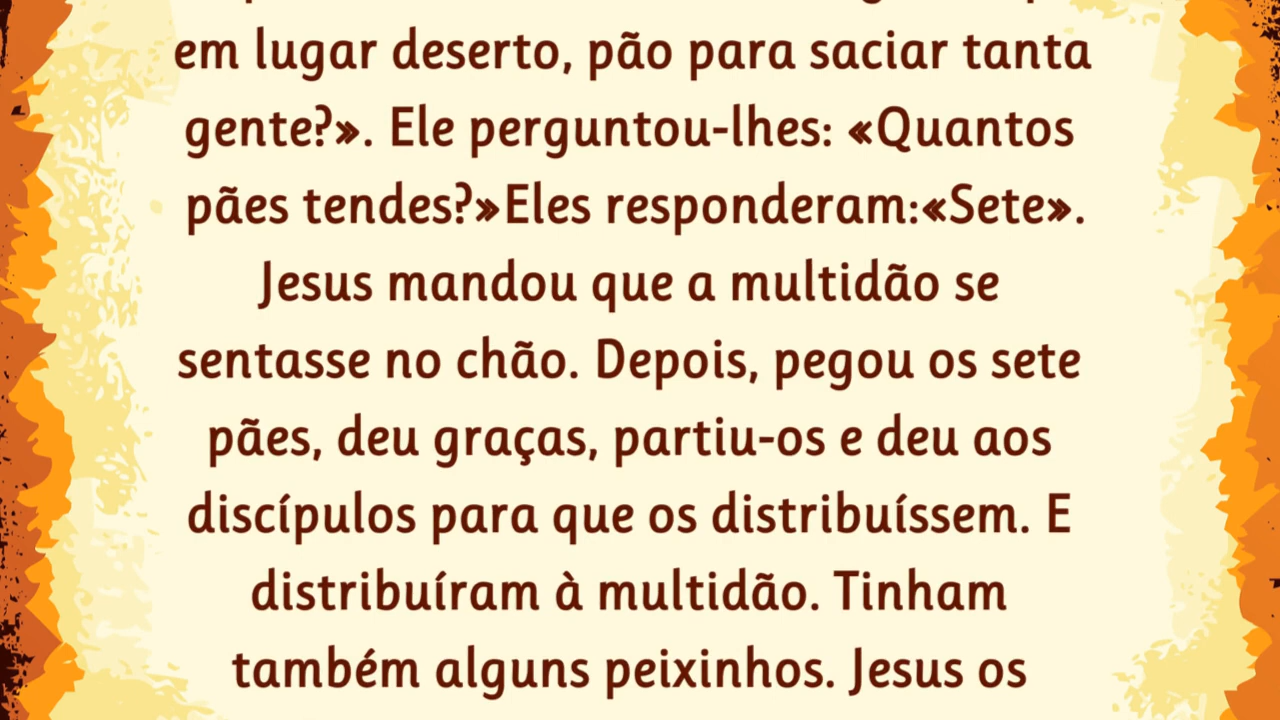 em lugar deserto, pão para saciar tanta
gente?». Ele perguntou-lhes: «Quantos
pães tendes?»Eles responderam:«Sete».
Jesus mandou que a multidão se
sentasse no chão. Depois, pegou os sete
pães, deu graças, partiu-os e deu aos
discípulos para que os distribuíssem. E
distribuíram à multidão. Tinham
também alguns peixinhos. Jesus os